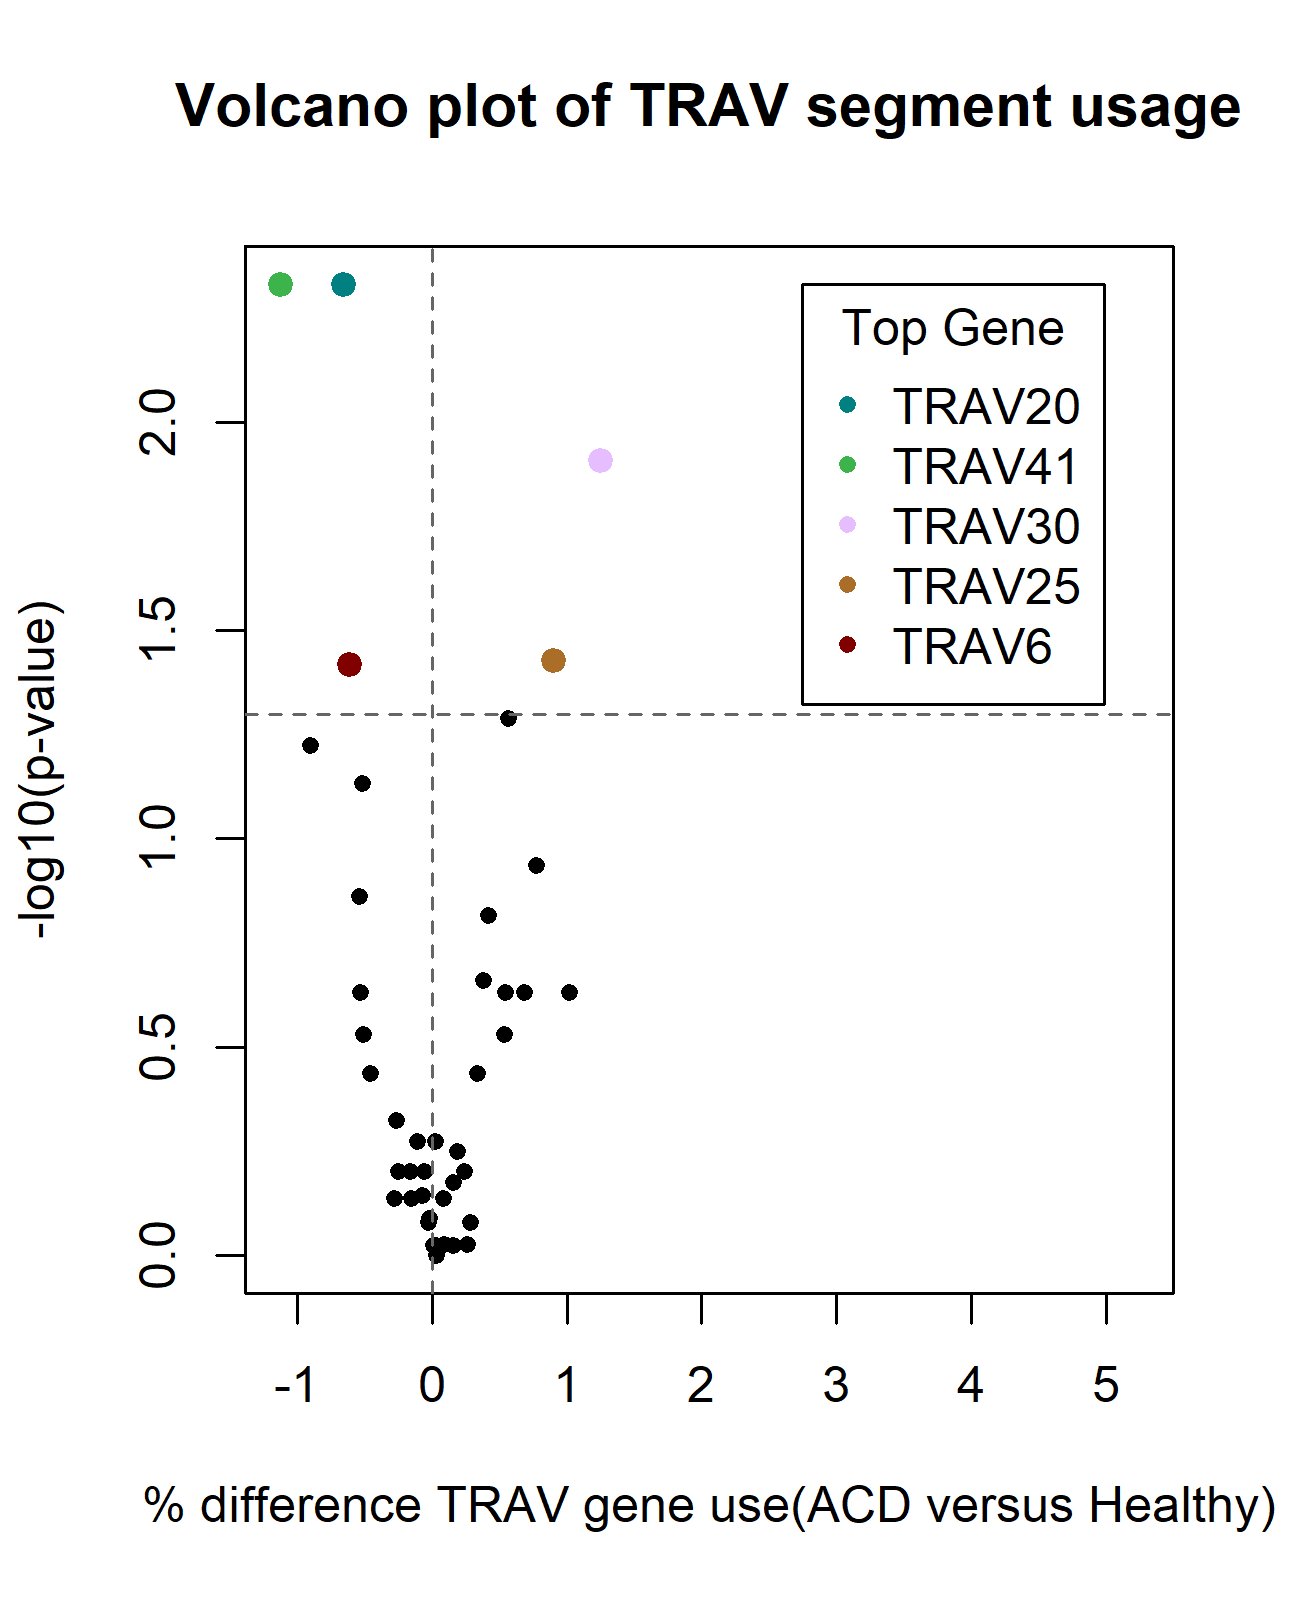 Volcano plot of TRAV segment usage
Top Gene
TRAV20
TRAV41
TRAV30
TRAV25
TRAV6
-log10(p-value)
2.0
1.5
1.0
0.5
0.0
-1 0 1 2 3 4 5
% difference TRAV gene use(ACD versus Healthy)